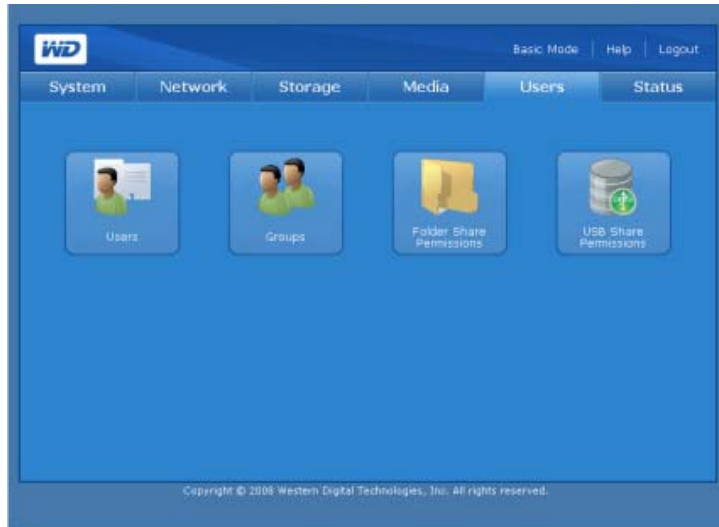 WD
Basic Mode Help Logout
System Network Storage Media Users Status
Users Groups Folder Share Permissions USB Share Permissions
Copyright © 2008 Western Digital Technologies, Inc. All rights reserved.